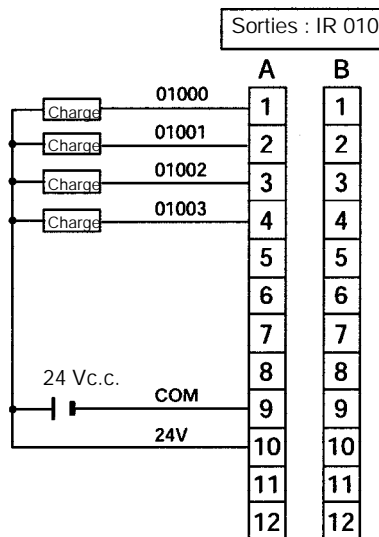 Sorties : IR 010
A B
01000
Charge 1 1
01001
Charge 2 2
01002
Charge 3 3
01003
Charge 4 4
5 5
6 6
7 7
8 8
24 Vc.c.
COM
9 9
24V
10 10
11 11
12 12